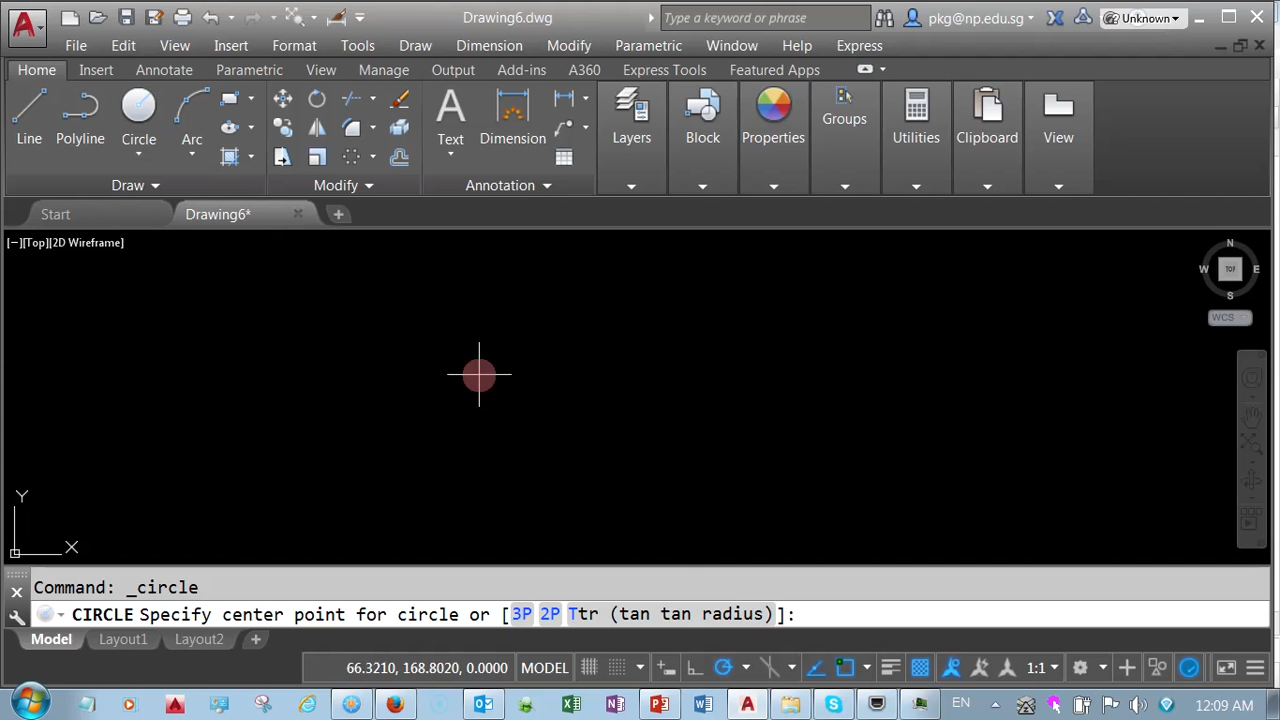 Drawing6.dwg
Type a keyword or phrase
pkg@np.edu.sg
Unknown
File Edit View Insert Format Tools Draw Dimension Modify Parametric Window Help Express
Home Insert Annotate Parametric View Manage Output Add-ins A360 Express Tools Featured Apps
Line Polyline Circle Arc
A
Text Dimension Layers Block Properties Groups Utilities Clipboard View
Draw Modify Annotation
Start Drawing6*
[−][Top][2D Wireframe]
N
W TOP E
S
WCS
Y
X
Command: _circle
CIRCLE Specify center point for circle or [3P 2P Ttr (tan tan radius)]:
Model Layout1 Layout2 +
66.3210, 168.8020, 0.0000 MODEL 1:1
EN 12:09 AM